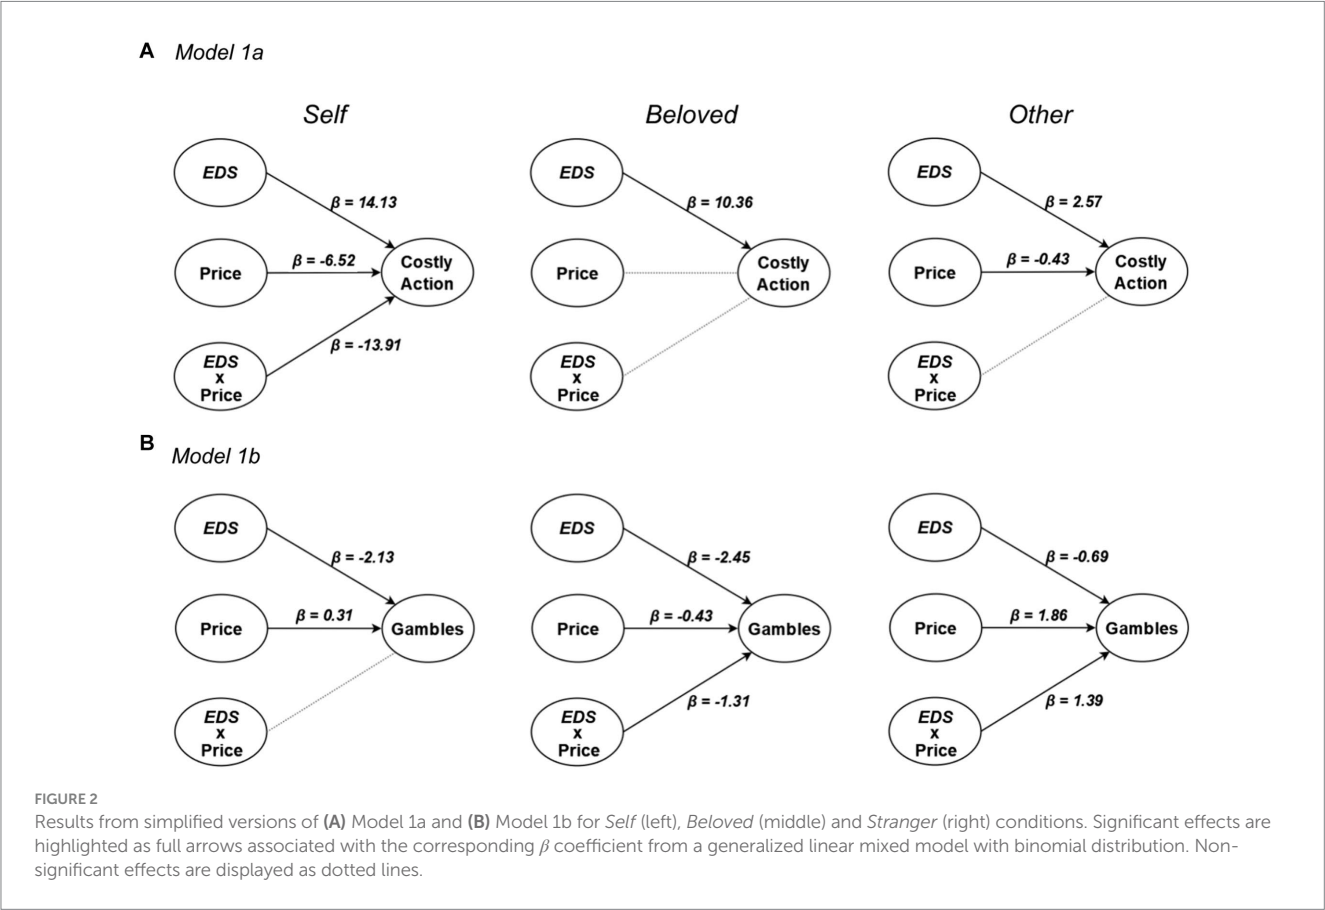 A Model 1a
Self Beloved Other
EDS EDS EDS
β = 14.13 β = 10.36 β = 2.57
Price β = -6.52 Costly Action Price Costly Action Price β = -0.43 Costly Action
β = -13.91
EDS x Price EDS x Price EDS x Price
B Model 1b
EDS EDS EDS
β = -2.13 β = -2.45 β = -0.69
Price β = 0.31 Gambles Price β = -0.43 Gambles Price β = 1.86 Gambles
β = -1.31 β = 1.39
EDS x Price EDS x Price EDS x Price
FIGURE 2
Results from simplified versions of (A) Model 1a and (B) Model 1b for Self (left), Beloved (middle) and Stranger (right) conditions. Significant effects are
highlighted as full arrows associated with the corresponding β coefficient from a generalized linear mixed model with binomial distribution. Non-
significant effects are displayed as dotted lines.